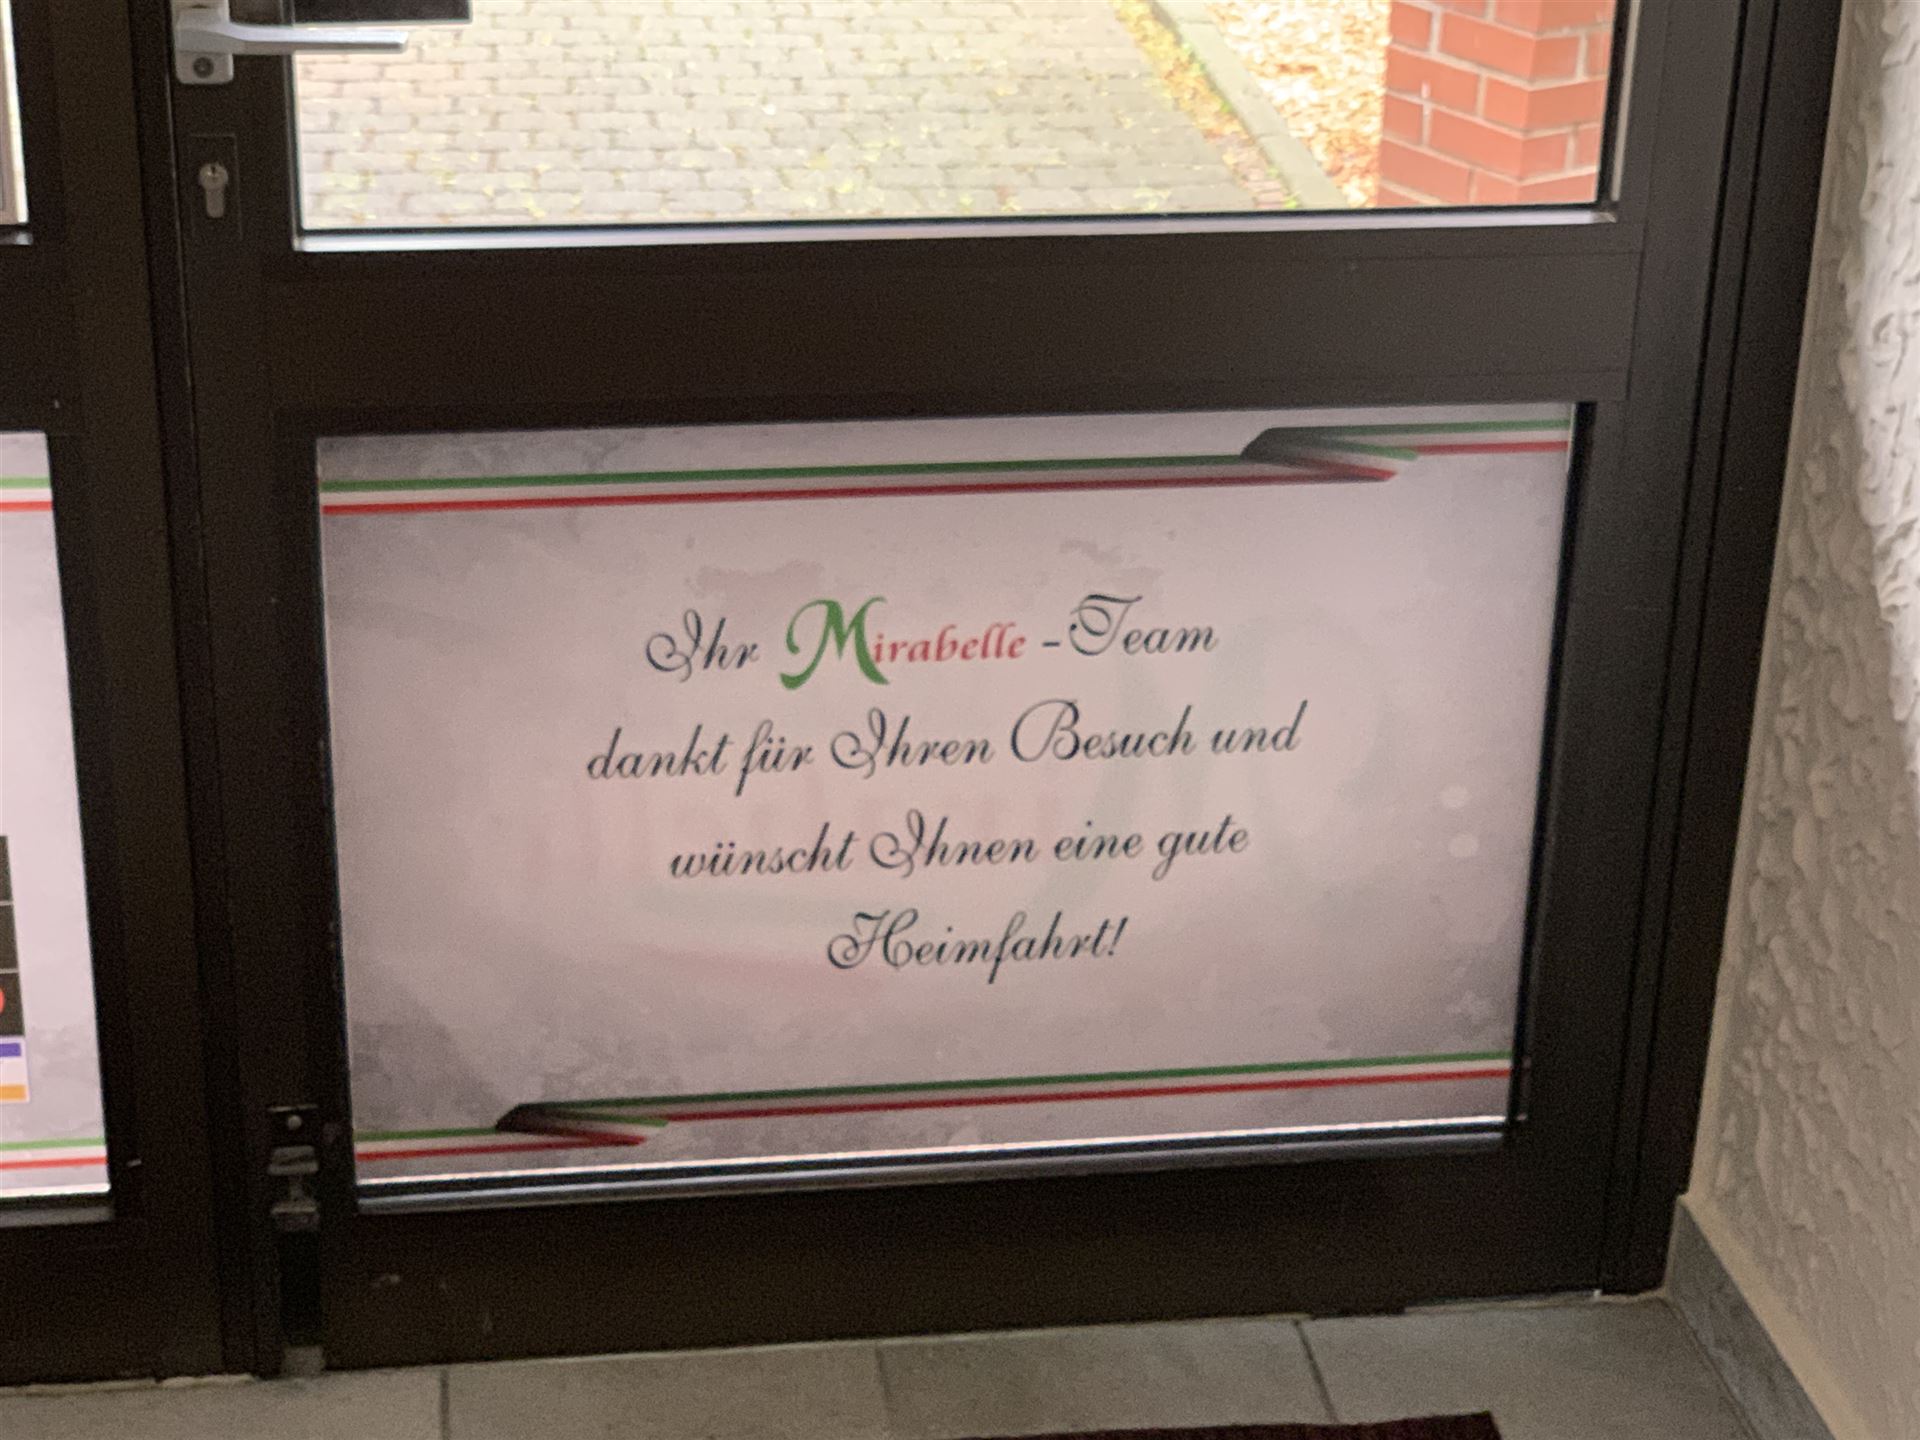 Ihr Mirabelle -Team
dankt für Ihren Besuch und
wünscht Ihnen eine gute
Heimfahrt!